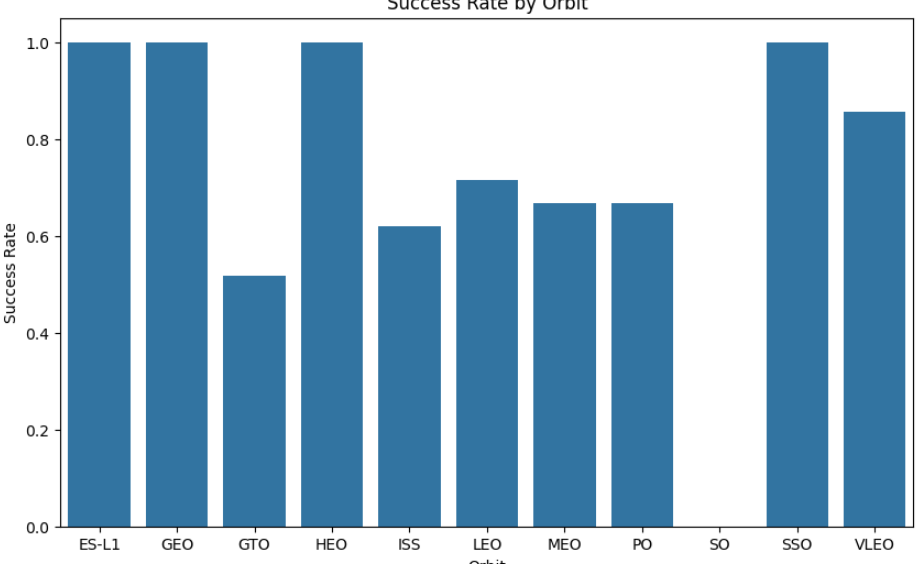 Success Rate by Orbit
1.0
0.8
0.6
0.4
0.2
0.0
Success Rate
ES-L1 GEO GTO HEO ISS LEO MEO PO SO SSO VLEO
Orbit